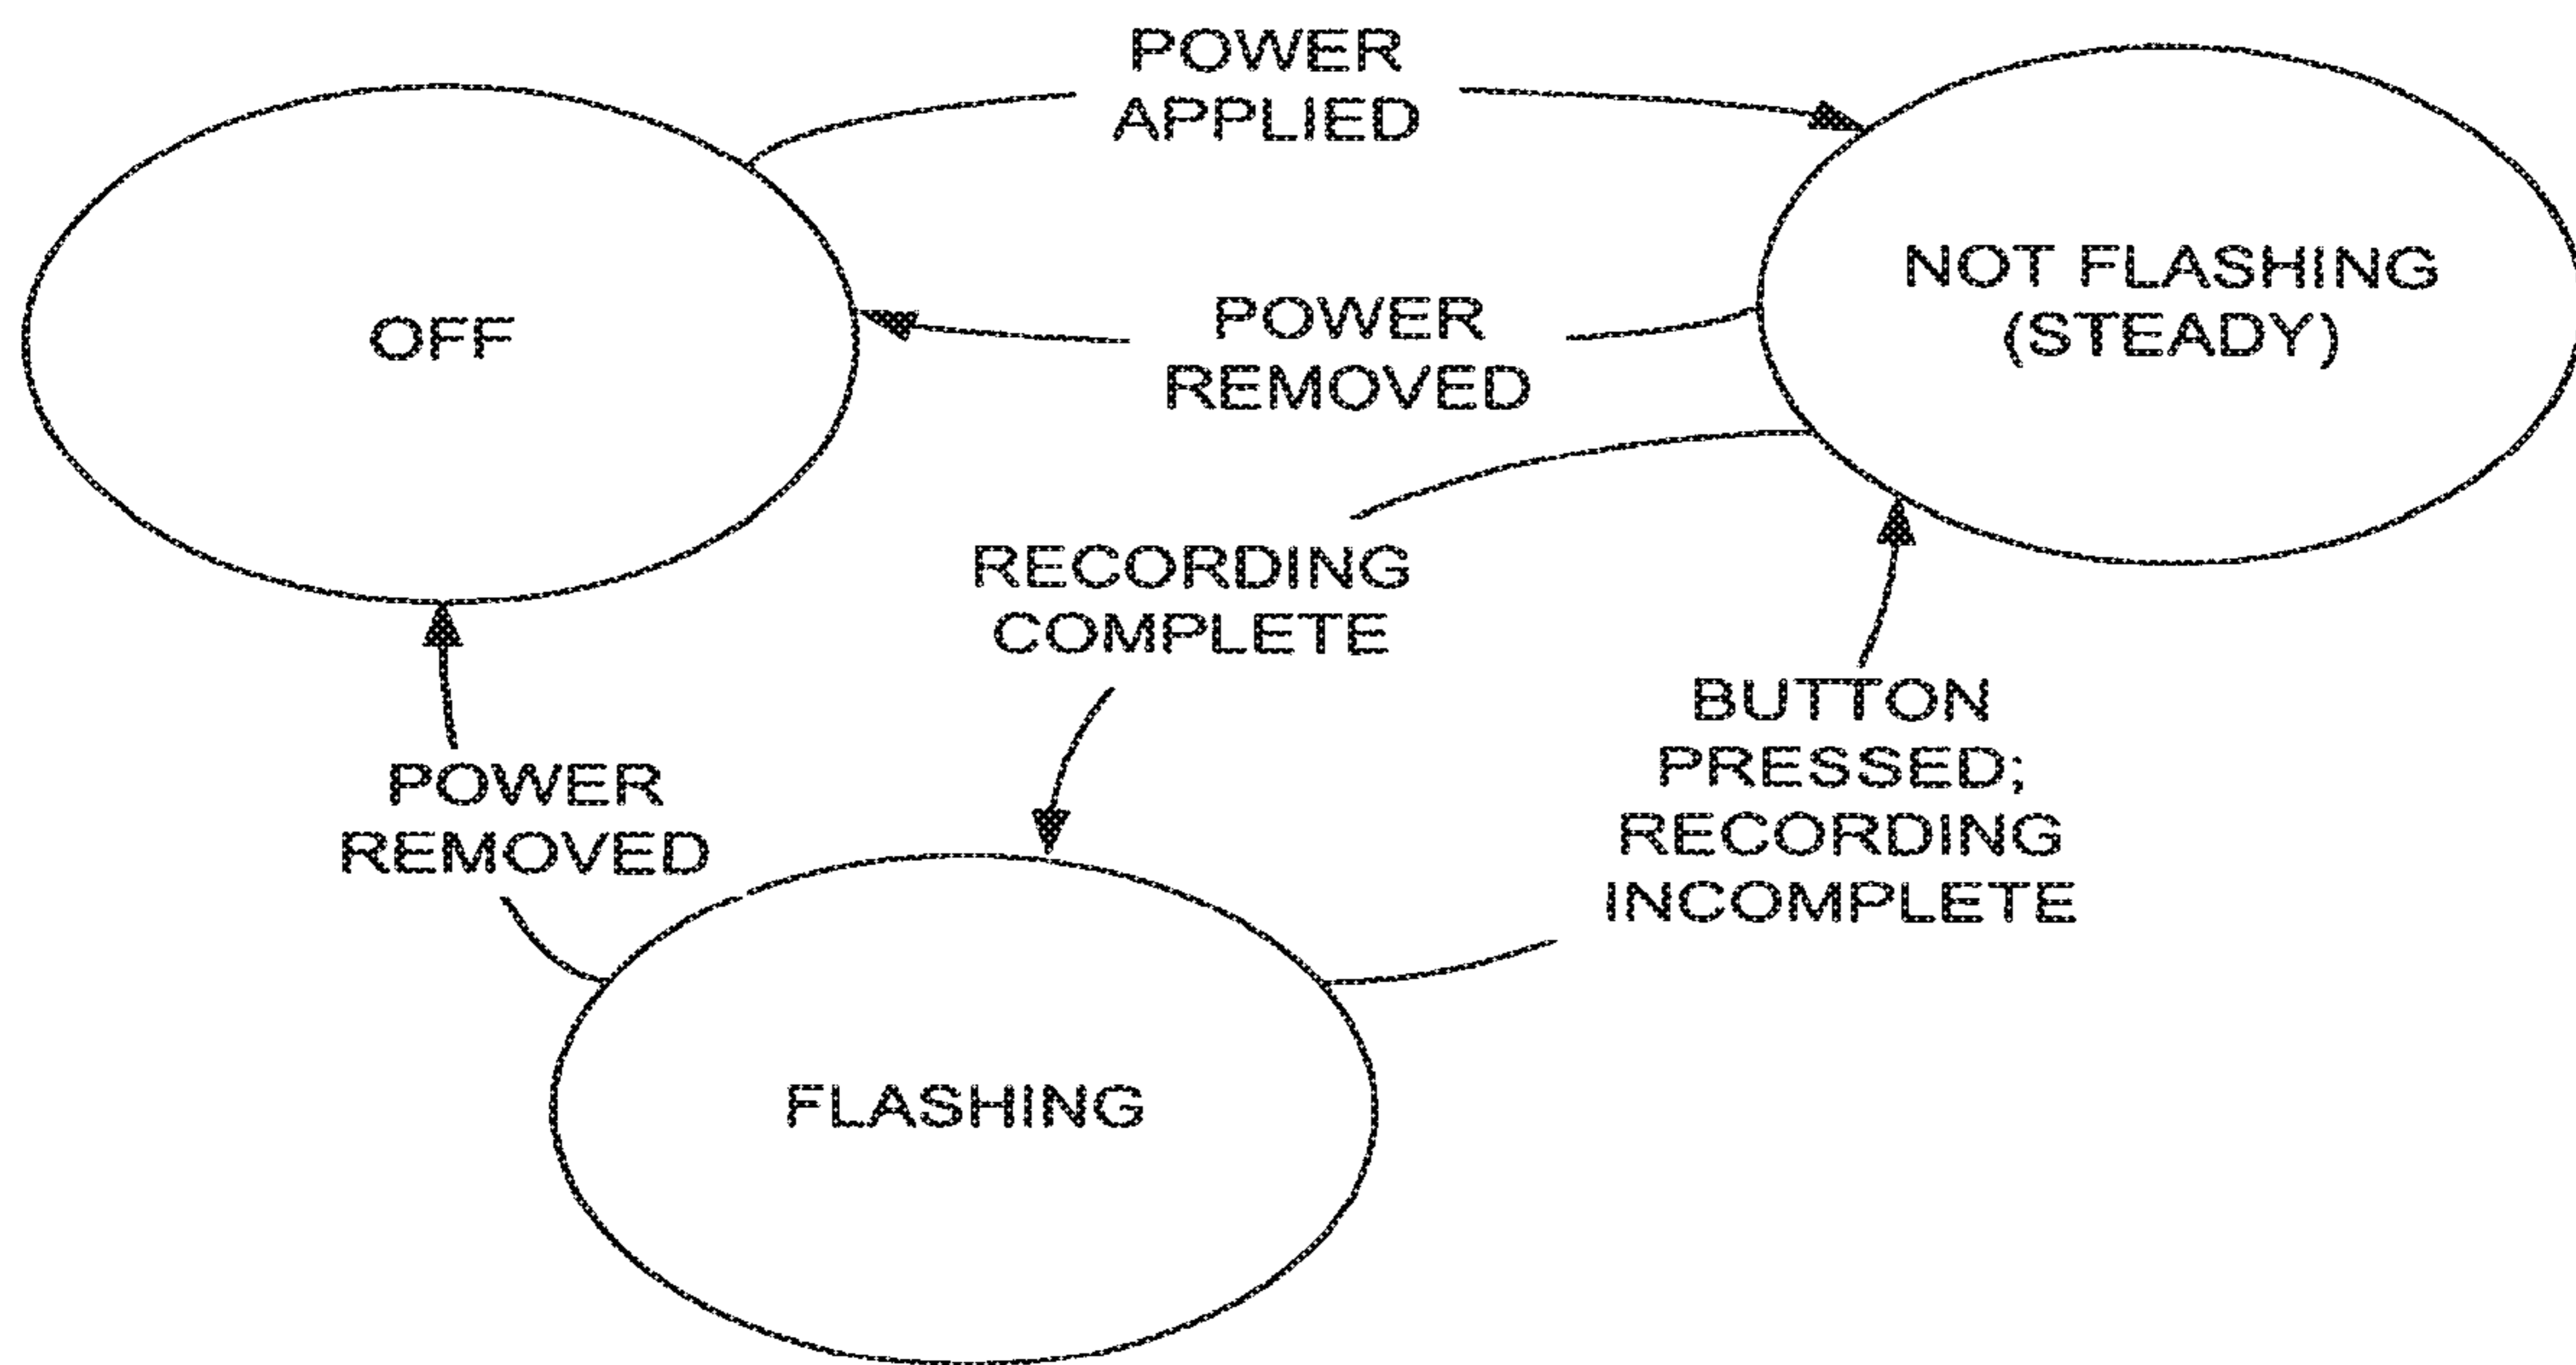 POWER
APPLIED
OFF
NOT FLASHING
(STEADY)
POWER
REMOVED
RECORDING
COMPLETE
BUTTON
PRESSED;
RECORDING
INCOMPLETE
POWER
REMOVED
FLASHING